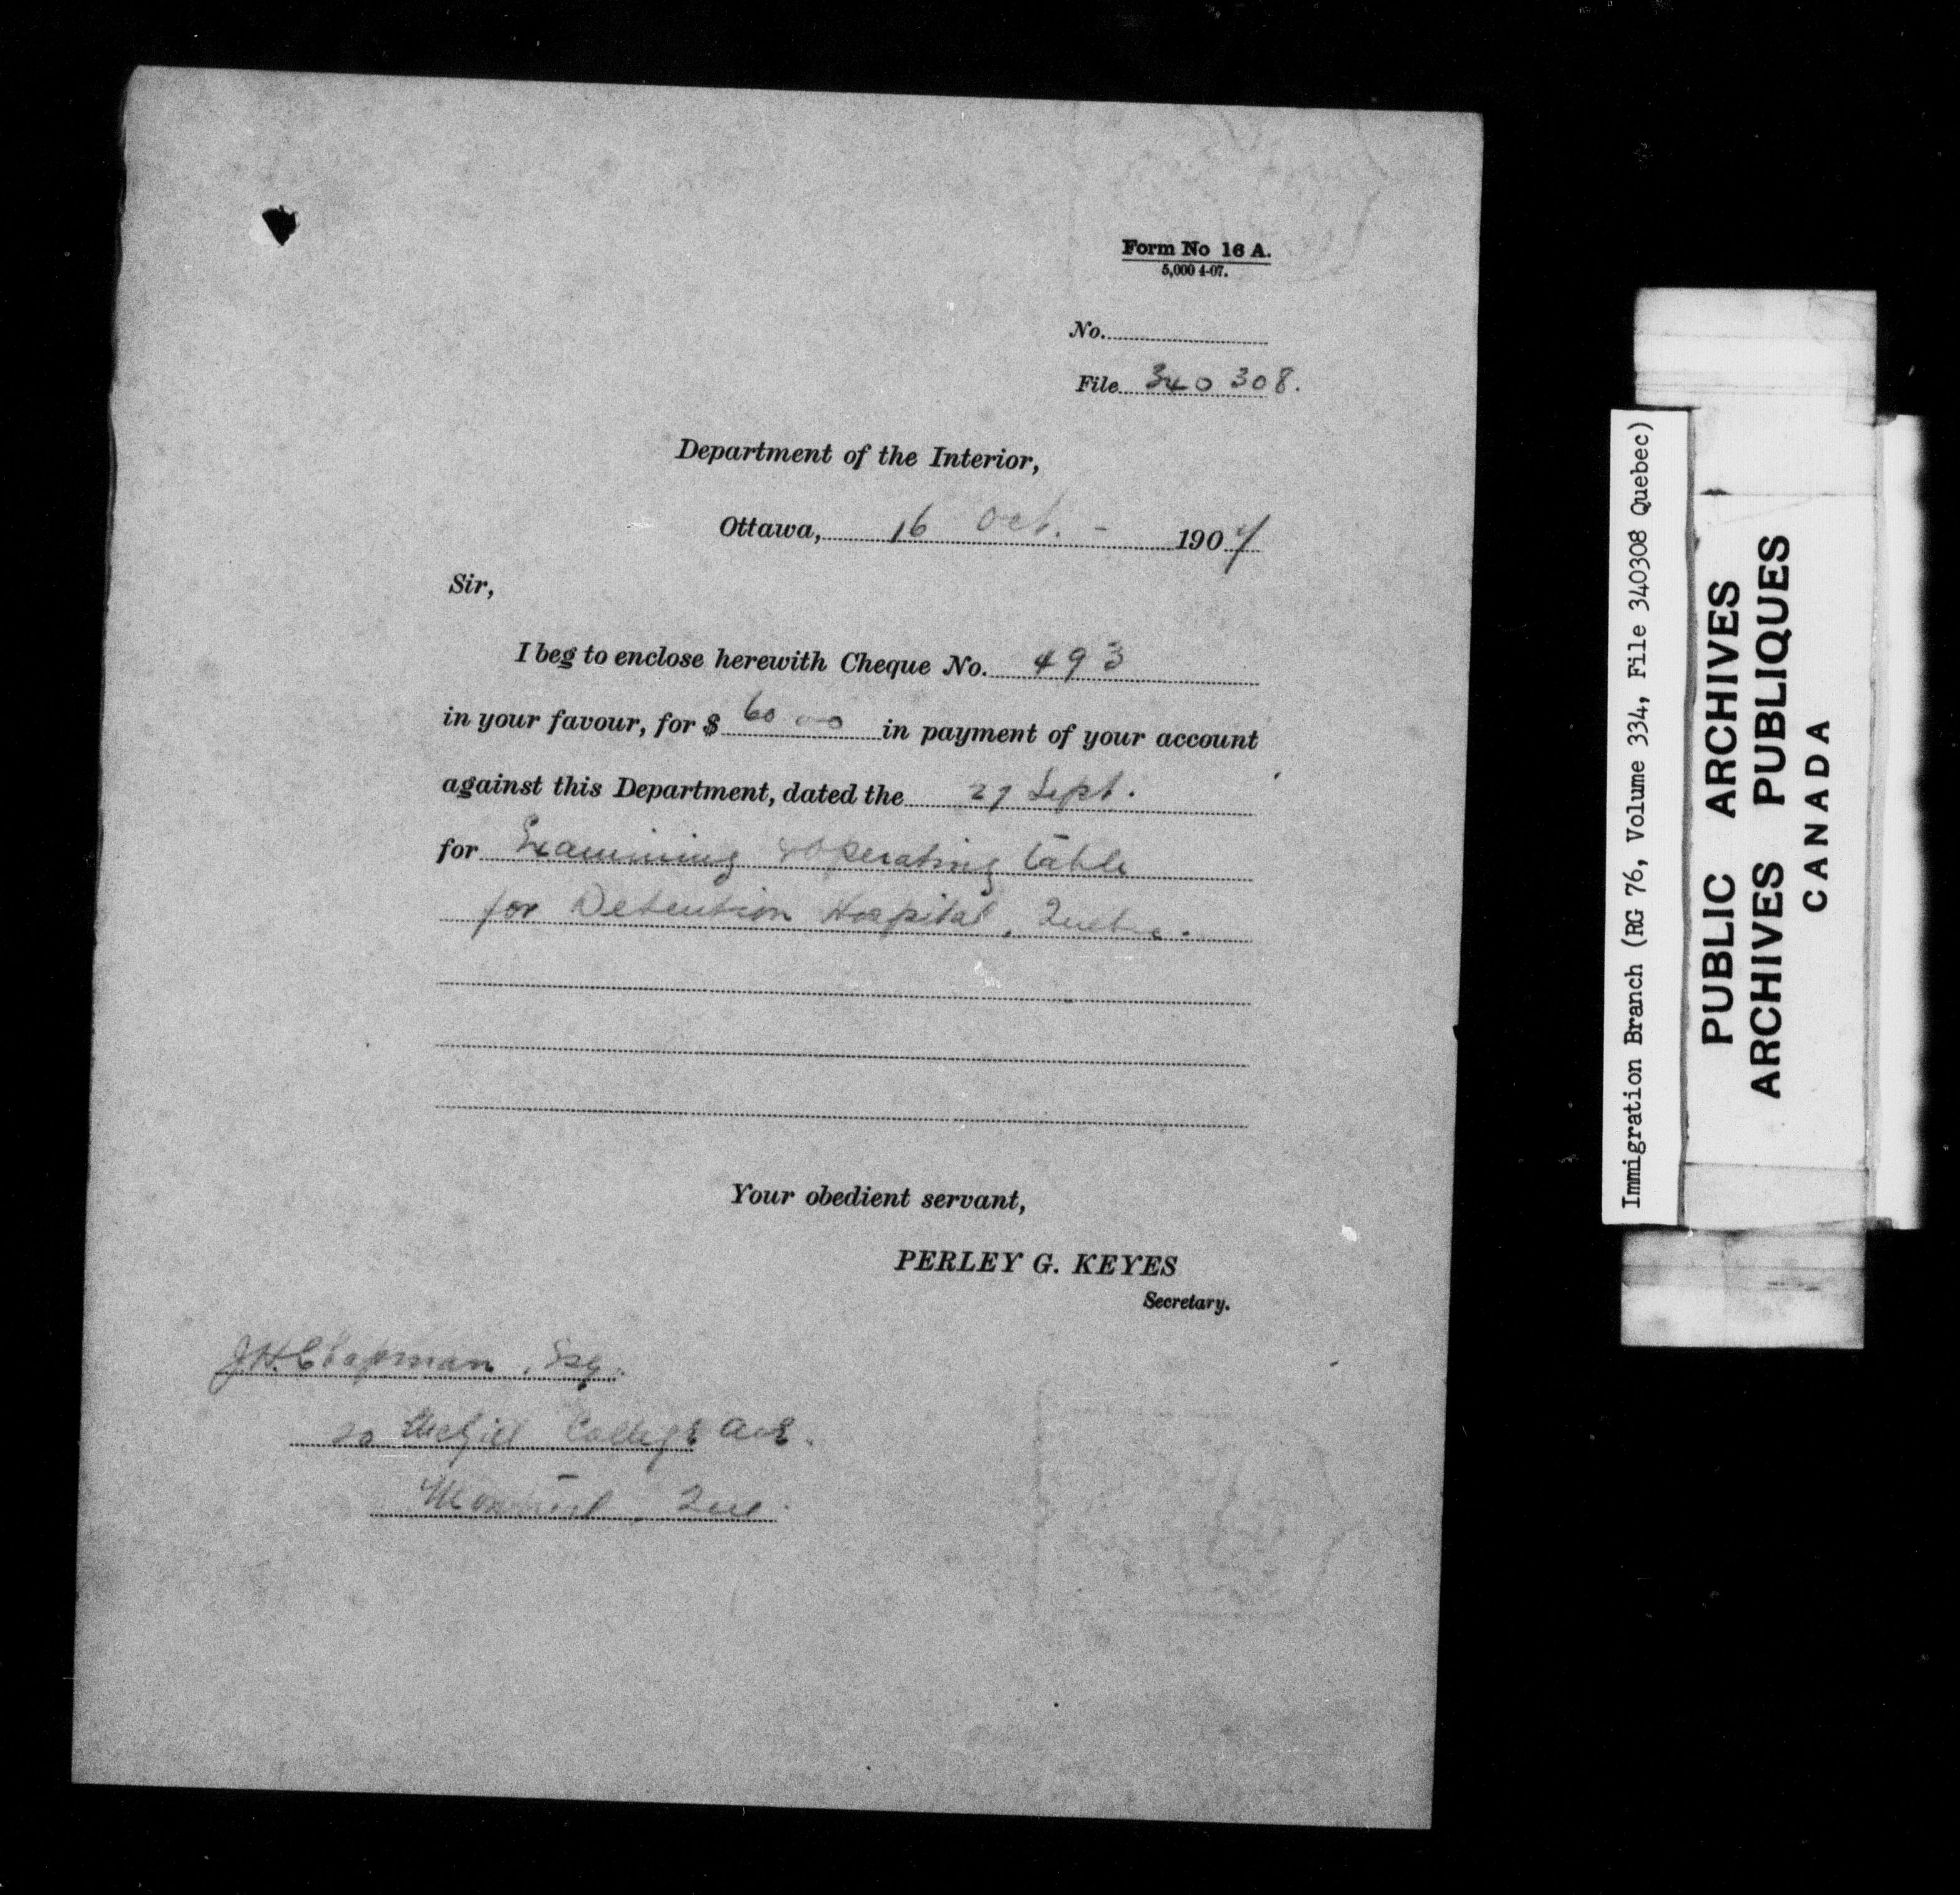 Form No 16 A.
5,000 4-07.
No.
File 340308.
Department of the Interior,
Ottawa, 16 Oct. - 1907
Sir,
I beg to enclose herewith Cheque No. 493
in your favour, for $ 60 00 in payment of your account
against this Department, dated the 27 Sept.
for Examining & Operating table
for Detention Hospital, Quebec.
Your obedient servant,
PERLEY G. KEYES
Secretary.
J.H. Chapman, Esq.
20 McGill College Ave.
Montreal, Que.
Immigration Branch (RG 76, Volume 334, File 340308 Quebec)
PUBLIC ARCHIVES
ARCHIVES PUBLIQUES
CANADA